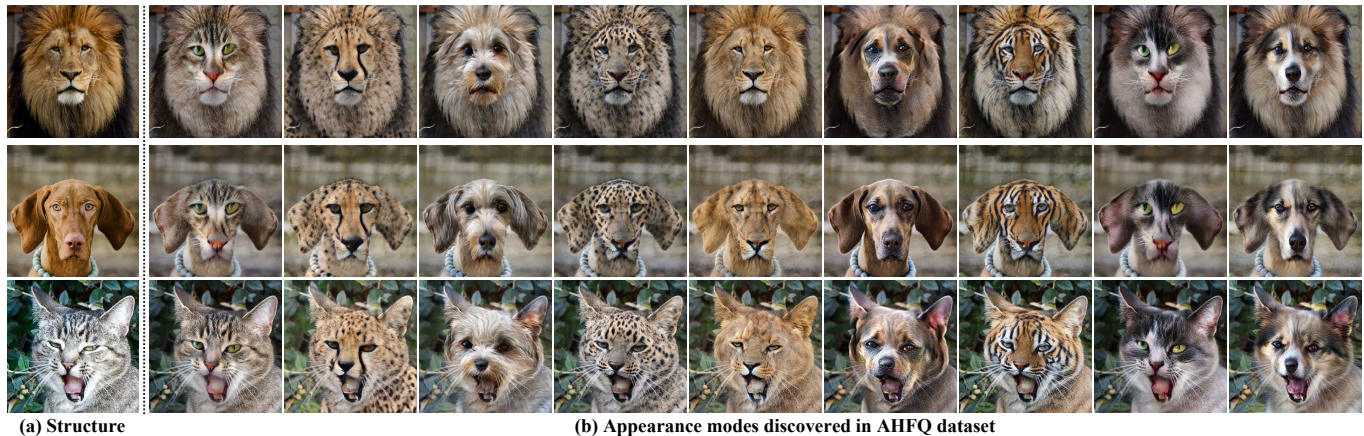 (a) Structure
(b) Appearance modes discovered in AHFQ dataset